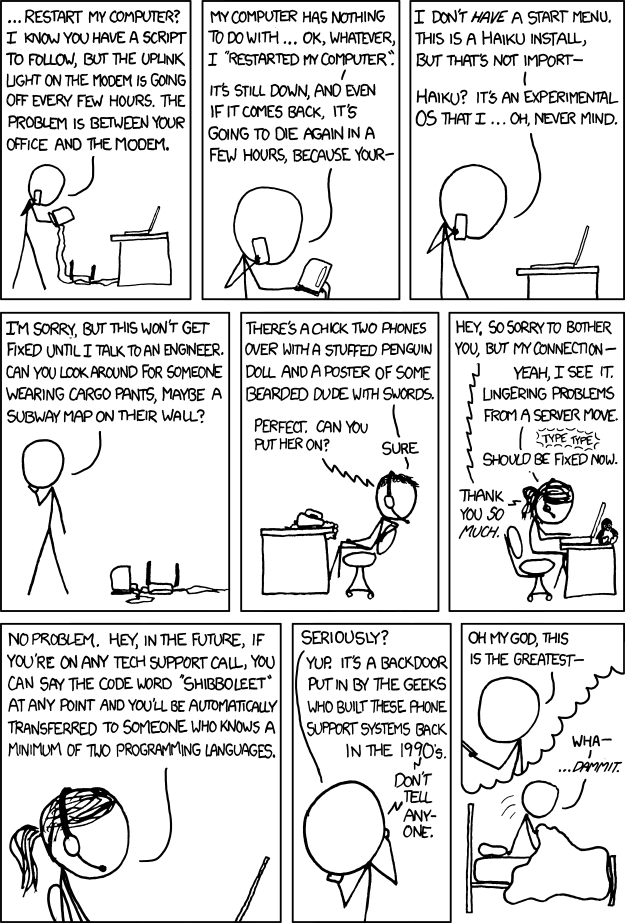 ...RESTART MY COMPUTER?
I KNOW YOU HAVE A SCRIPT
TO FOLLOW, BUT THE UPLINK
LIGHT ON THE MODEM IS GOING
OFF EVERY FEW HOURS. THE
PROBLEM IS BETWEEN YOUR
OFFICE AND THE MODEM.
MY COMPUTER HAS NOTHING
TO DO WITH ... OK, WHATEVER,
I "RESTARTED MY COMPUTER".
IT'S STILL DOWN, AND EVEN
IF IT COMES BACK, IT'S
GOING TO DIE AGAIN IN A
FEW HOURS, BECAUSE YOUR—
I DON'T HAVE A START MENU.
THIS IS A HAIKU INSTALL,
BUT THAT'S NOT IMPORT—
HAIKU? IT'S AN EXPERIMENTAL
OS THAT I ... OH, NEVER MIND.
I'M SORRY, BUT THIS WON'T GET
FIXED UNTIL I TALK TO AN ENGINEER.
CAN YOU LOOK AROUND FOR SOMEONE
WEARING CARGO PANTS, MAYBE A
SUBWAY MAP ON THEIR WALL?
THERE'S A CHICK TWO PHONES
OVER WITH A STUFFED PENGUIN
DOLL AND A POSTER OF SOME
BEARDED DUDE WITH SWORDS.
PERFECT. CAN YOU
PUT HER ON?
SURE.
HEY, SO SORRY TO BOTHER
YOU, BUT MY CONNECTION—
YEAH, I SEE IT.
LINGERING PROBLEMS
FROM A SERVER MOVE.
TYPE TYPE
SHOULD BE FIXED NOW.
THANK
YOU SO
MUCH.
NO PROBLEM. HEY, IN THE FUTURE, IF
YOU'RE ON ANY TECH SUPPORT CALL, YOU
CAN SAY THE CODE WORD "SHIBBOLEET"
AT ANY POINT AND YOU'LL BE AUTOMATICALLY
TRANSFERRED TO SOMEONE WHO KNOWS A
MINIMUM OF TWO PROGRAMMING LANGUAGES.
SERIOUSLY?
YUP. IT'S A BACKDOOR
PUT IN BY THE GEEKS
WHO BUILT THESE PHONE
SUPPORT SYSTEMS BACK
IN THE 1990's.
DON'T
TELL
ANY-
ONE.
OH MY GOD, THIS
IS THE GREATEST—
WHA—
...DAMMIT.